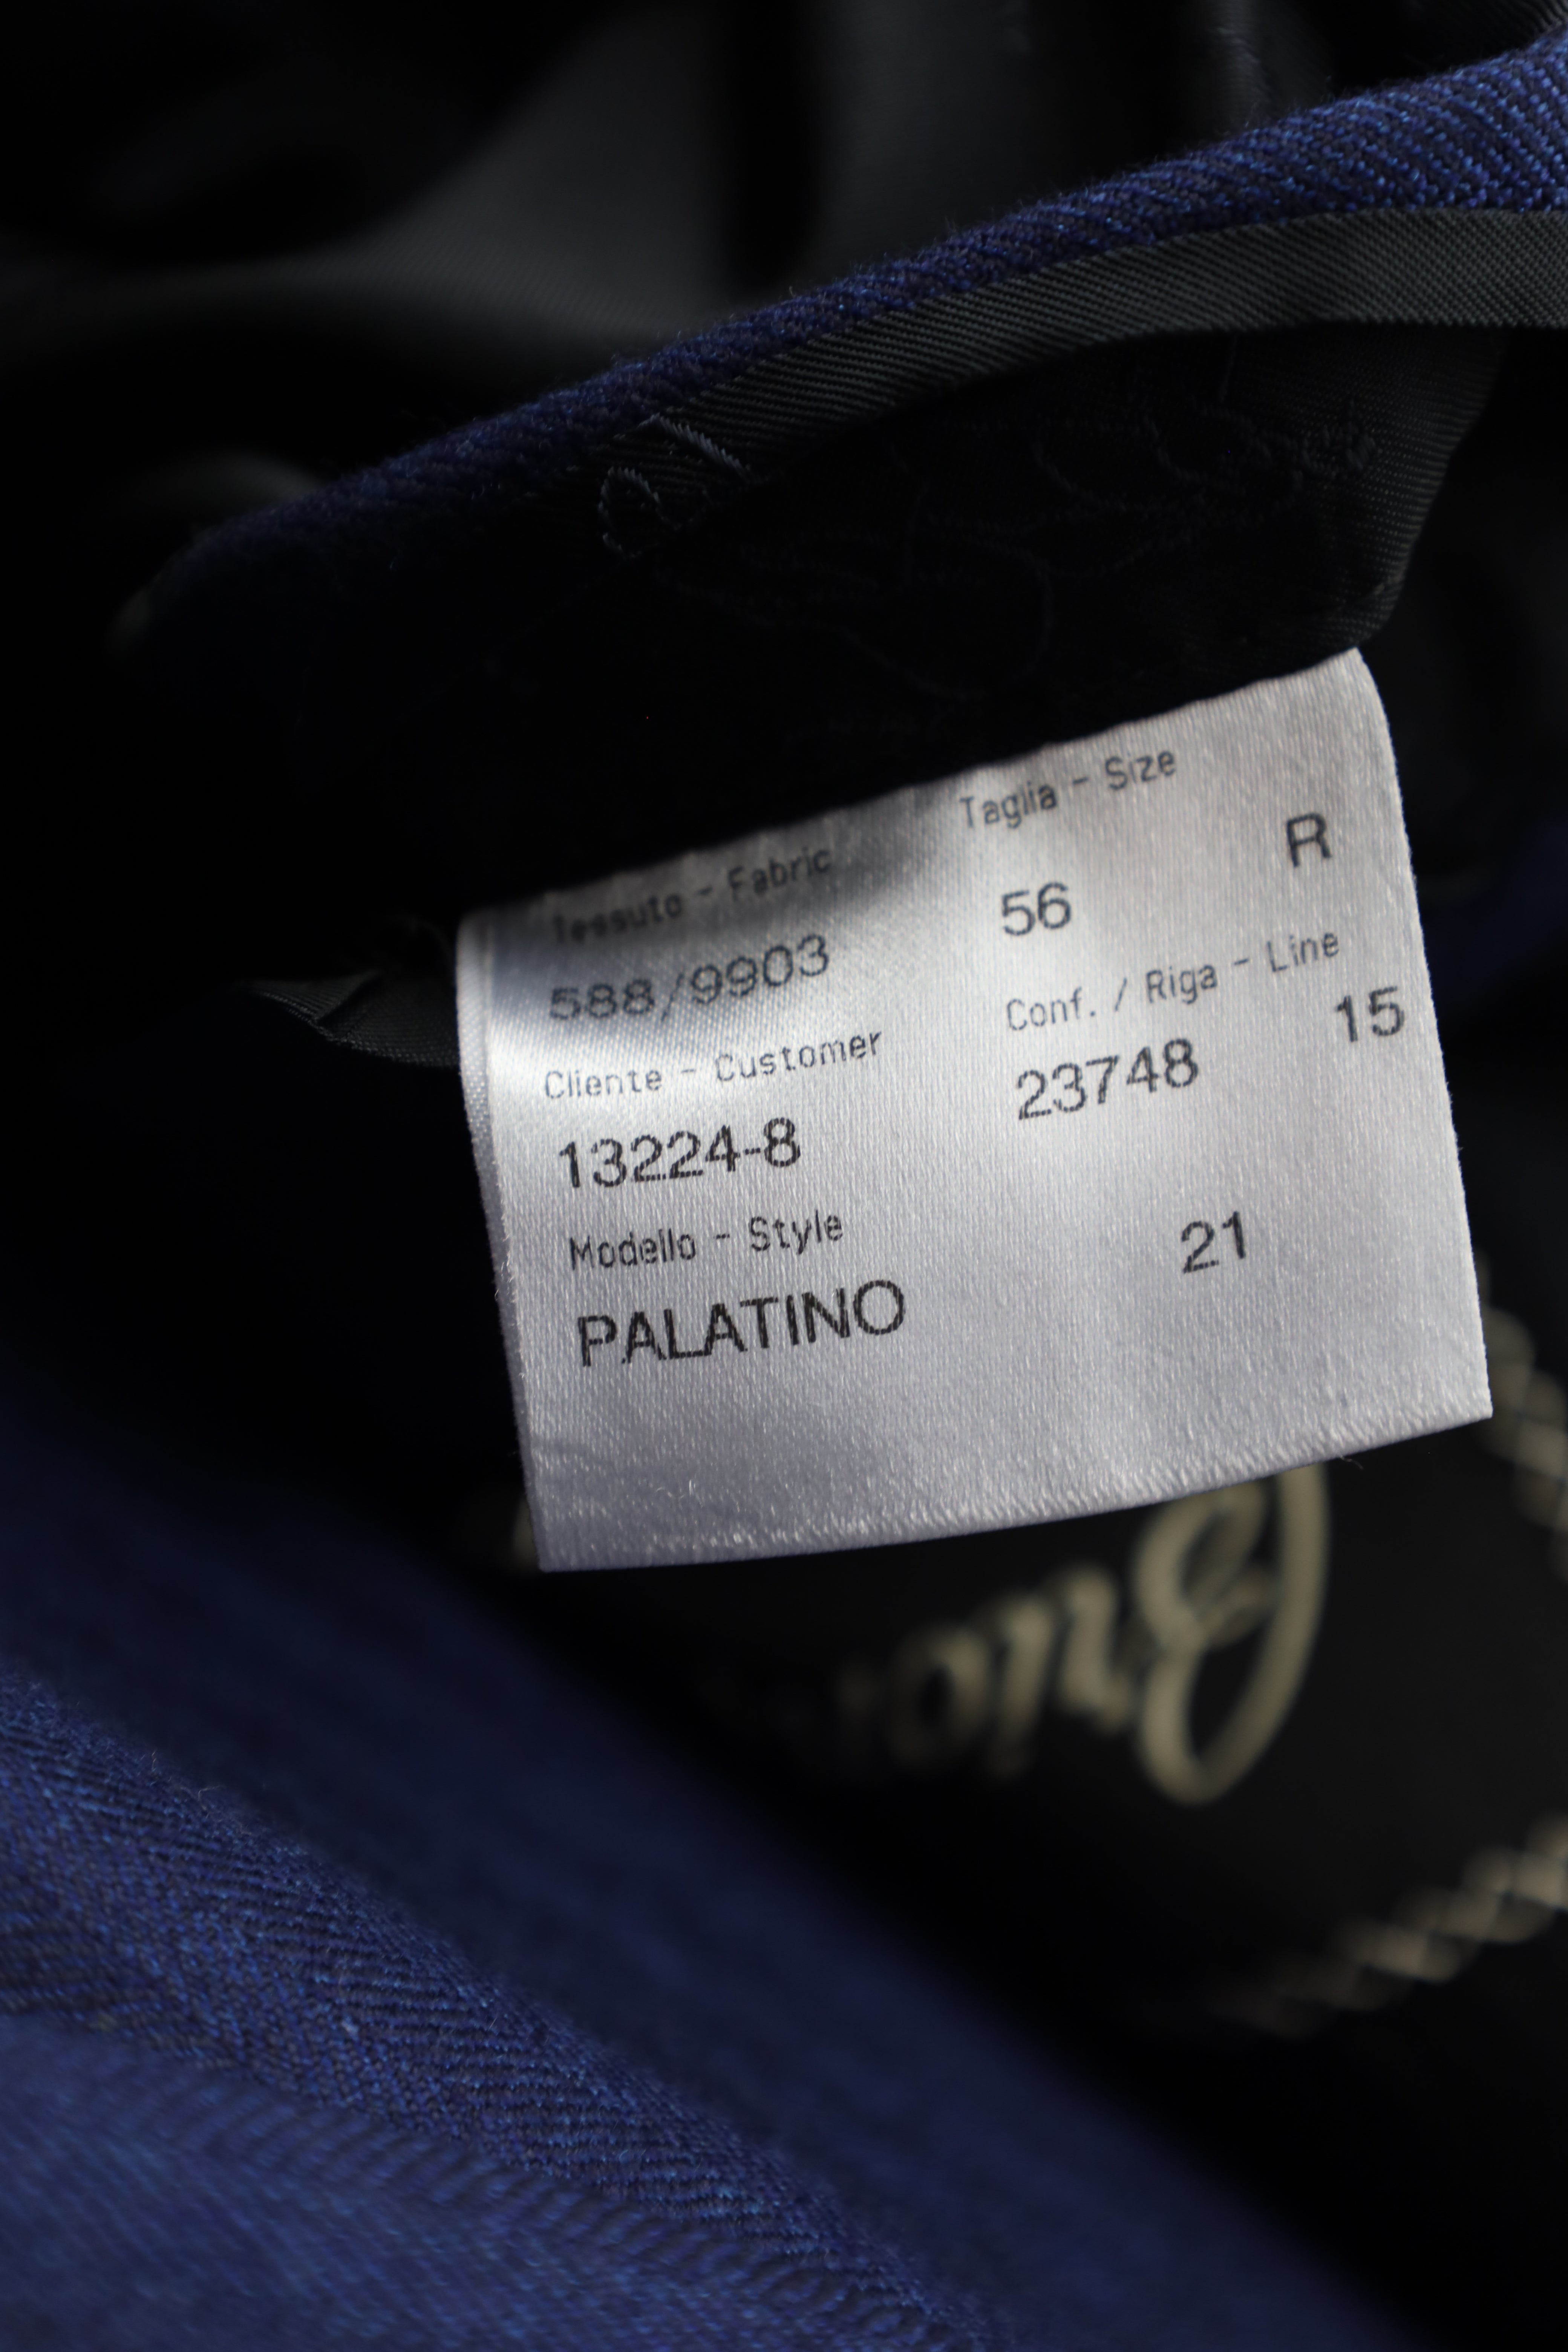 Tessuto - Fabric Taglia - Size
588/9903 56 R
Cliente - Customer Conf. / Riga - Line
13224-8 23748 15
Modello - Style 21
PALATINO